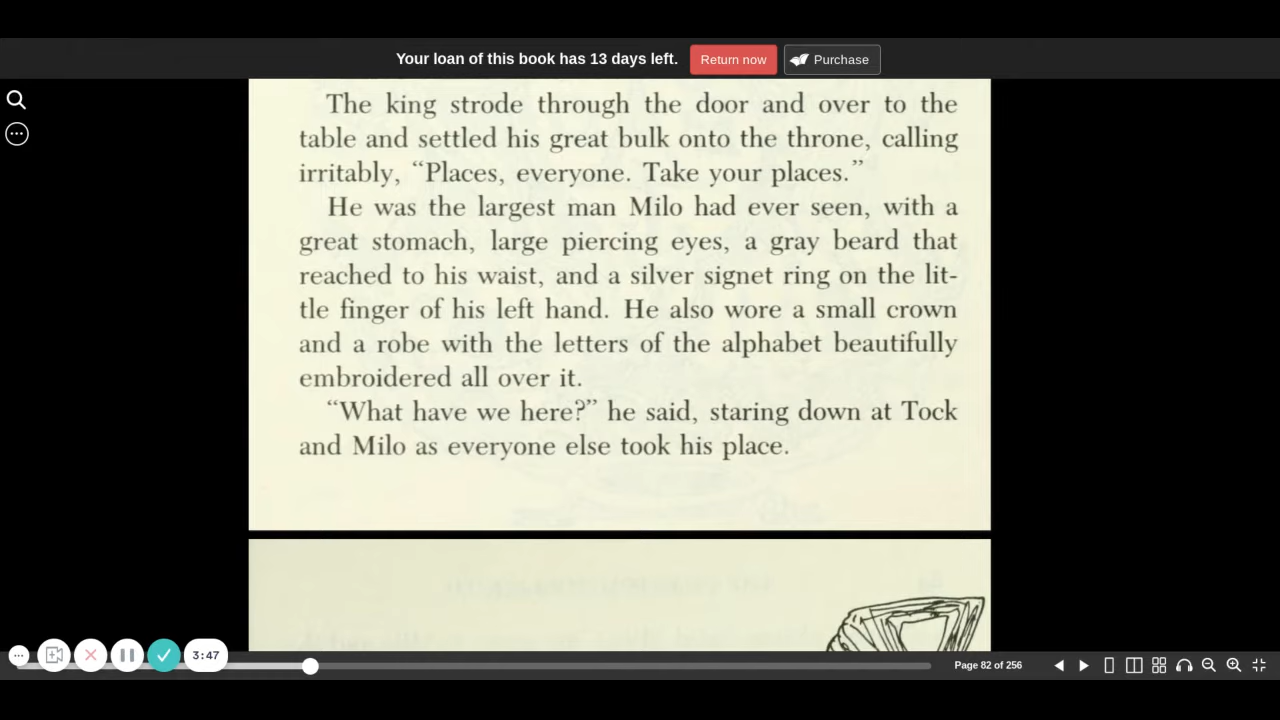 Your loan of this book has 13 days left. Return now Purchase
The king strode through the door and over to the
table and settled his great bulk onto the throne, calling
irritably, “Places, everyone. Take your places.”
He was the largest man Milo had ever seen, with a
great stomach, large piercing eyes, a gray beard that
reached to his waist, and a silver signet ring on the lit-
tle finger of his left hand. He also wore a small crown
and a robe with the letters of the alphabet beautifully
embroidered all over it.
“What have we here?” he said, staring down at Tock
and Milo as everyone else took his place.
3:47
Page 82 of 256